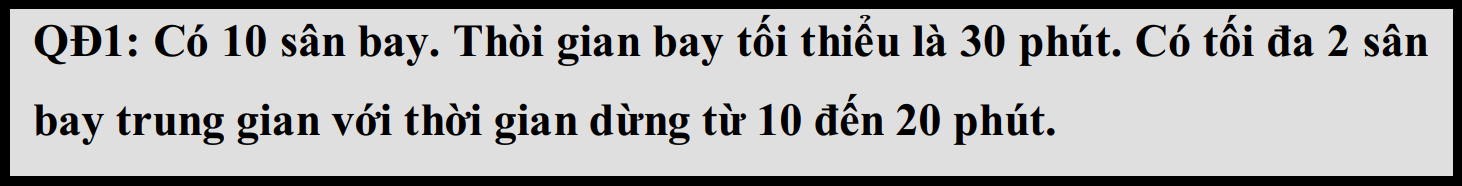 QĐ1: Có 10 sân bay. Thòi gian bay tối thiểu là 30 phút. Có tối đa 2 sân
bay trung gian với thời gian dừng từ 10 đến 20 phút.